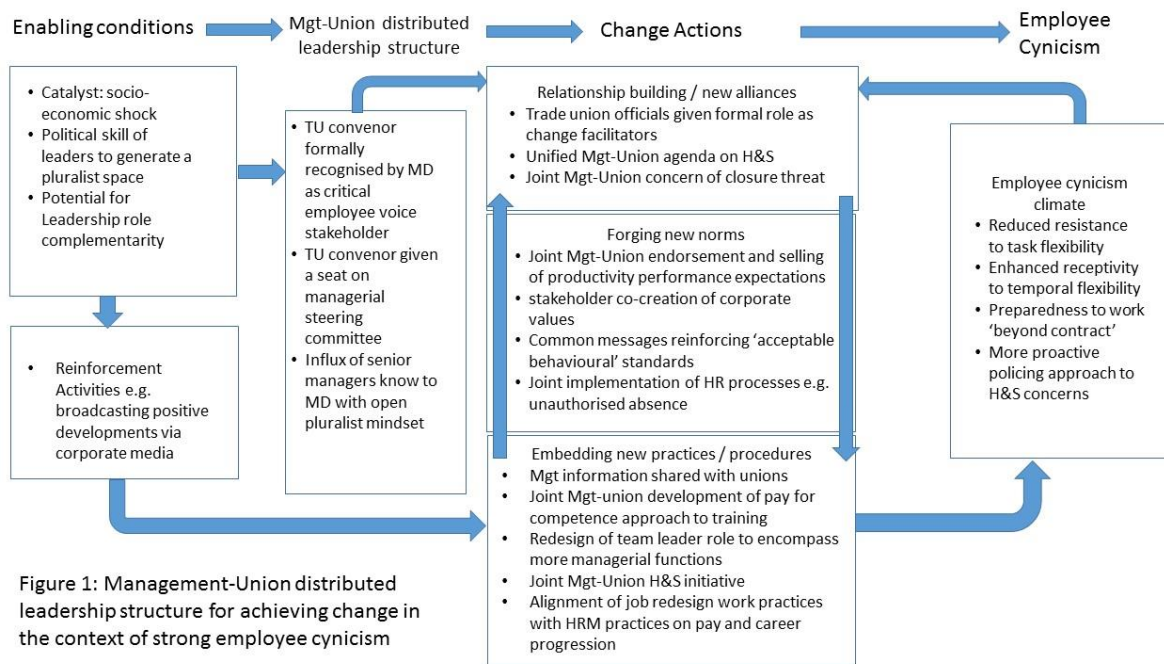 Enabling conditions
Mgt-Union distributed
leadership structure
Change Actions
Employee
Cynicism
• Catalyst: socio-
economic shock
• Political skill of
leaders to generate a
pluralist space
• Potential for
Leadership role
complementarity
• Reinforcement
Activities e.g.
broadcasting positive
developments via
corporate media
• TU convenor
formally
recognised by MD
as critical
employee voice
stakeholder
• TU convenor given
a seat on
managerial
steering
committee
• Influx of senior
managers know to
MD with open
pluralist mindset
Relationship building / new alliances
• Trade union officials given formal role as
change facilitators
• Unified Mgt-Union agenda on H&S
• Joint Mgt-Union concern of closure threat
Forging new norms
• Joint Mgt-Union endorsement and selling
of productivity performance expectations
• stakeholder co-creation of corporate
values
• Common messages reinforcing ‘acceptable
behavioural’ standards
• Joint implementation of HR processes e.g.
unauthorised absence
Embedding new practices / procedures
• Mgt information shared with unions
• Joint Mgt-union development of pay for
competence approach to training
• Redesign of team leader role to encompass
more managerial functions
• Joint Mgt-Union H&S initiative
• Alignment of job redesign work practices
with HRM practices on pay and career
progression
Employee cynicism
climate
• Reduced resistance
to task flexibility
• Enhanced receptivity
to temporal flexibility
• Preparedness to work
‘beyond contract’
• More proactive
policing approach to
H&S concerns
Figure 1: Management-Union distributed
leadership structure for achieving change in
the context of strong employee cynicism